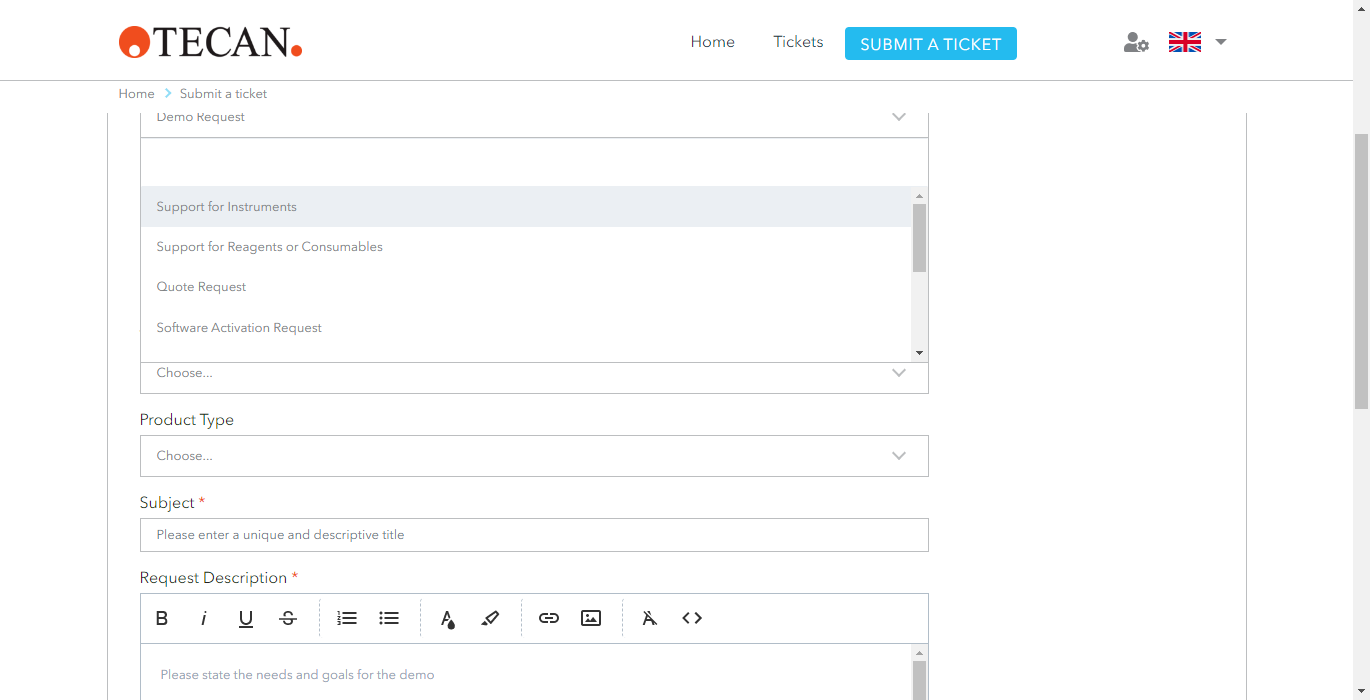 TECAN.
Home
Tickets
SUBMIT A TICKET
Home
Submit a ticket
Demo Request
Support for Instruments
Support for Reagents or Consumables
Quote Request
Software Activation Request
Choose...
Product Type
Choose...
Subject *
Please enter a unique and descriptive title
Request Description *
Please state the needs and goals for the demo